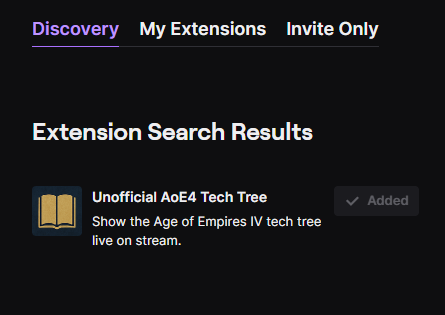 Discovery My Extensions Invite Only
Extension Search Results
Unofficial AoE4 Tech Tree
Added
Show the Age of Empires IV tech tree
live on stream.